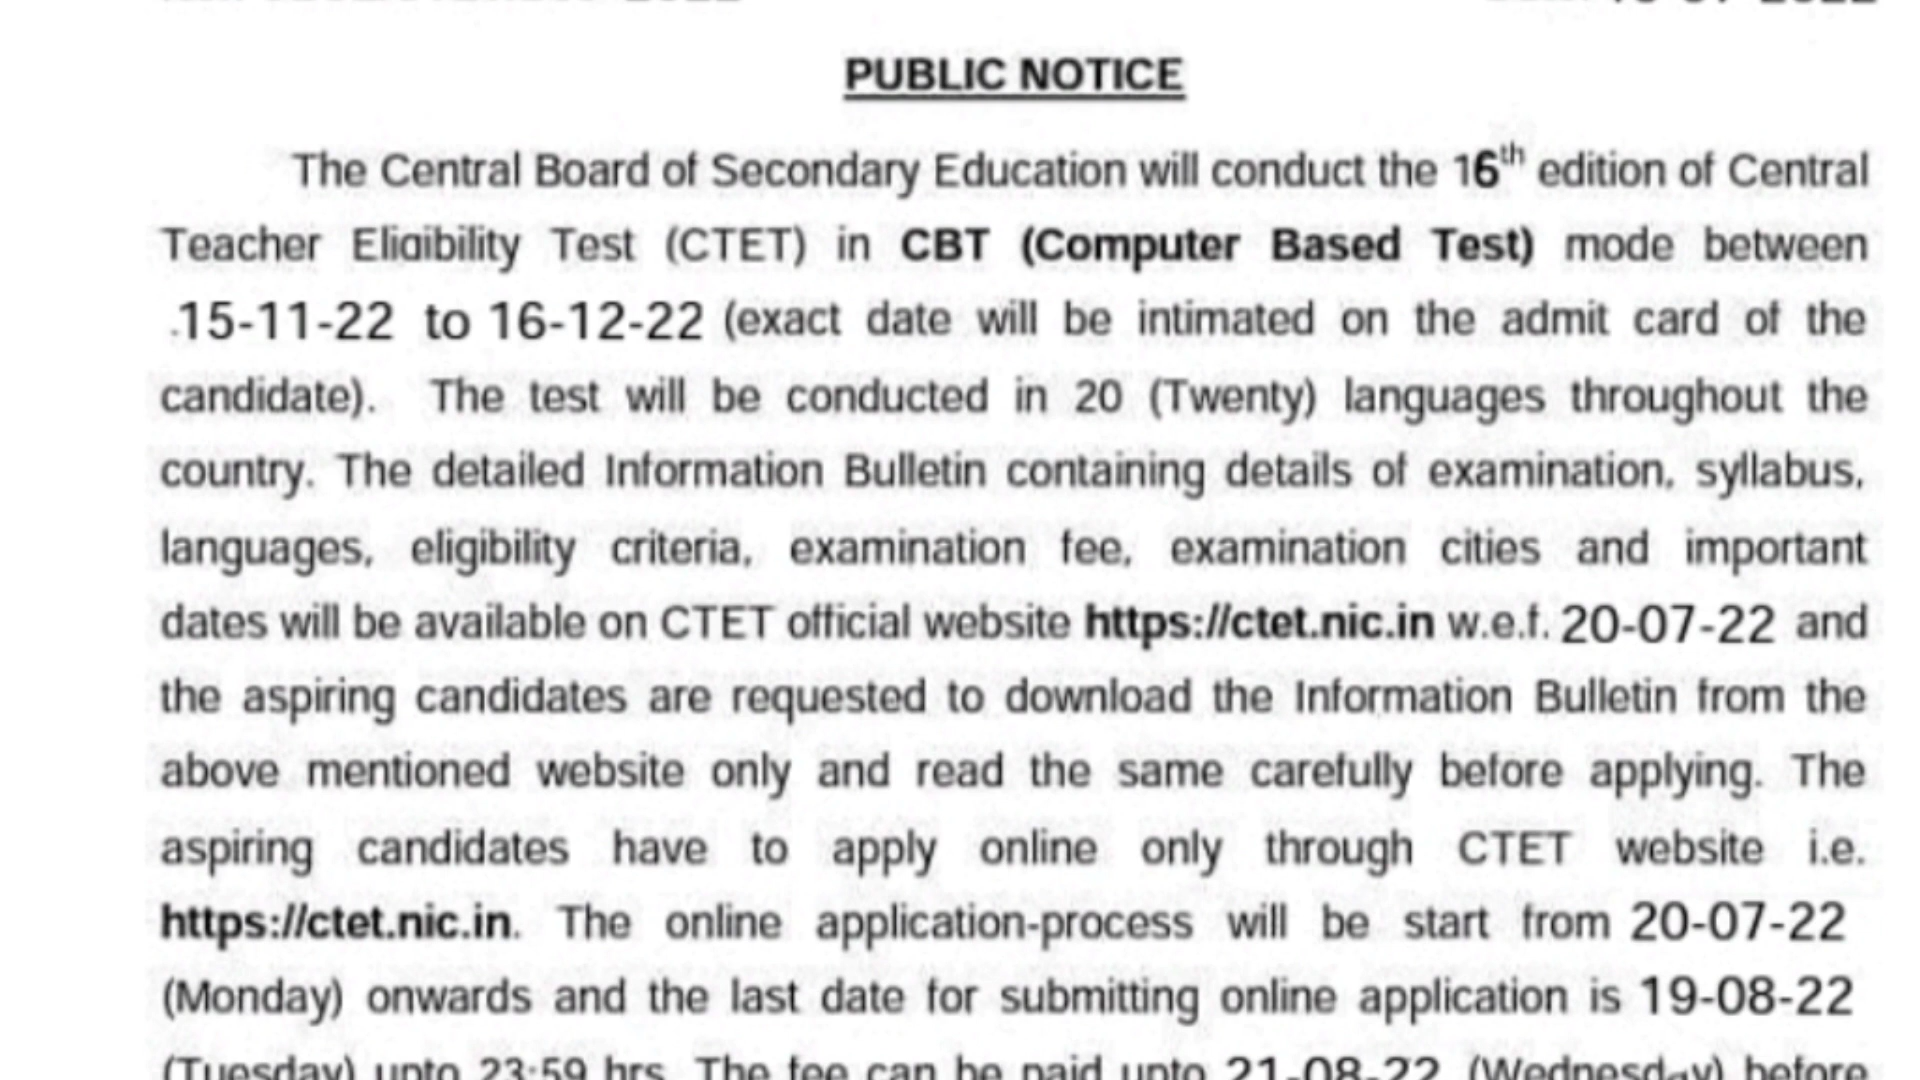 PUBLIC NOTICE
The Central Board of Secondary Education will conduct the 16th edition of Central
Teacher Eligibility Test (CTET) in CBT (Computer Based Test) mode between
.15-11-22 to 16-12-22 (exact date will be intimated on the admit card of the
candidate). The test will be conducted in 20 (Twenty) languages throughout the
country. The detailed Information Bulletin containing details of examination, syllabus,
languages, eligibility criteria, examination fee, examination cities and important
dates will be available on CTET official website https://ctet.nic.in w.e.f. 20-07-22 and
the aspiring candidates are requested to download the Information Bulletin from the
above mentioned website only and read the same carefully before applying. The
aspiring candidates have to apply online only through CTET website i.e.
https://ctet.nic.in. The online application-process will be start from 20-07-22
(Monday) onwards and the last date for submitting online application is 19-08-22
(Tuesday) upto 23:59 hrs. The fee can be paid upto 21-08-22 (Wednesday) before